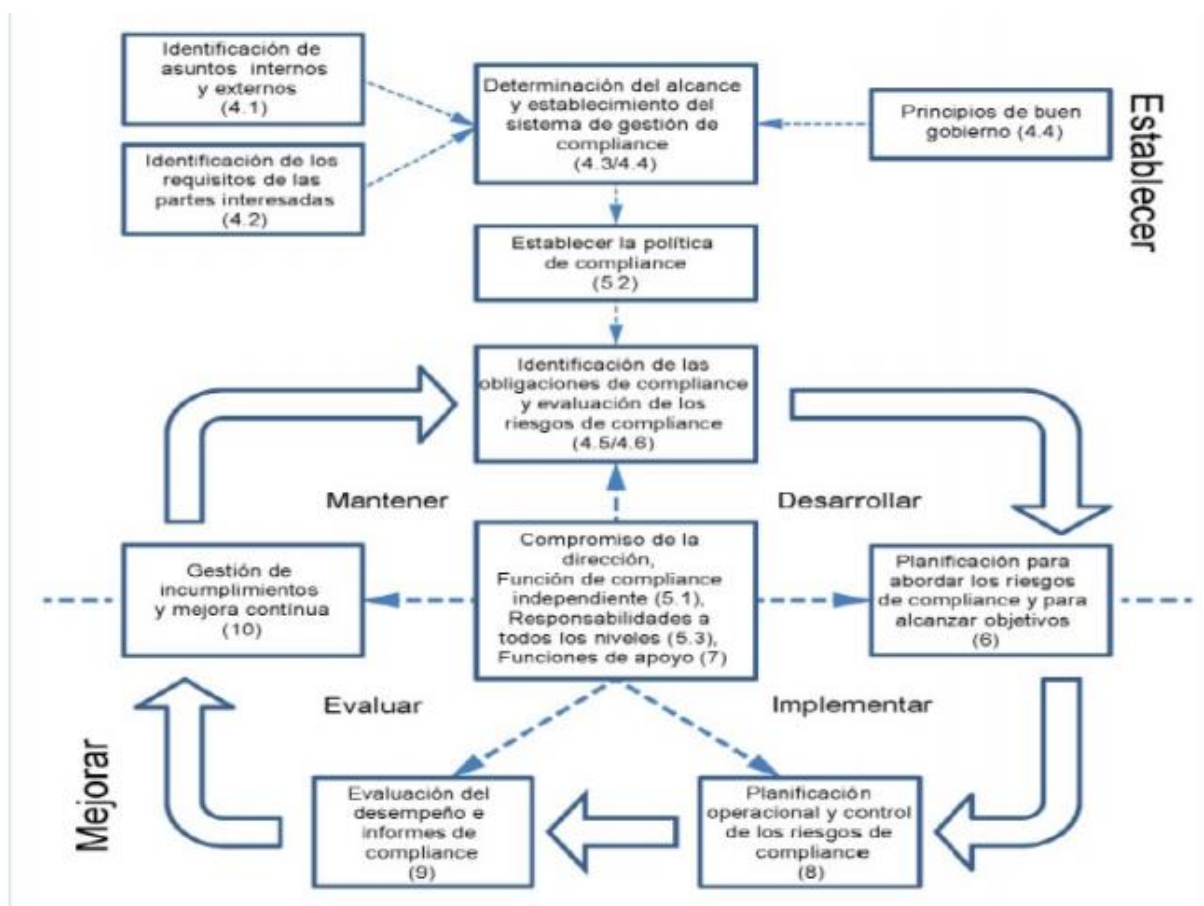 Identificación de
asuntos internos
y externos
(4.1)
Identificación de los
requisitos de las
partes interesadas
(4.2)
Determinación del alcance
y establecimiento del
sistema de gestión de
compliance
(4.3/4.4)
Principios de buen
gobierno (4.4)
Establecer
Establecer la política
de compliance
(5.2)
Identificación de las
obligaciones de compliance
y evaluación de los
riesgos de compliance
(4.5/4.6)
Mantener
Desarrollar
Gestión de
incumplimientos
y mejora contínua
(10)
Compromiso de la
dirección,
Función de compliance
independiente (5.1),
Responsabilidades a
todos los niveles (5.3),
Funciones de apoyo (7)
Planificación para
abordar los riesgos
de compliance y para
alcanzar objetivos
(6)
Evaluar
Implementar
Mejorar
Evaluación del
desempeño e
informes de
compliance
(9)
Planificación
operacional y control
de los riesgos de
compliance
(8)